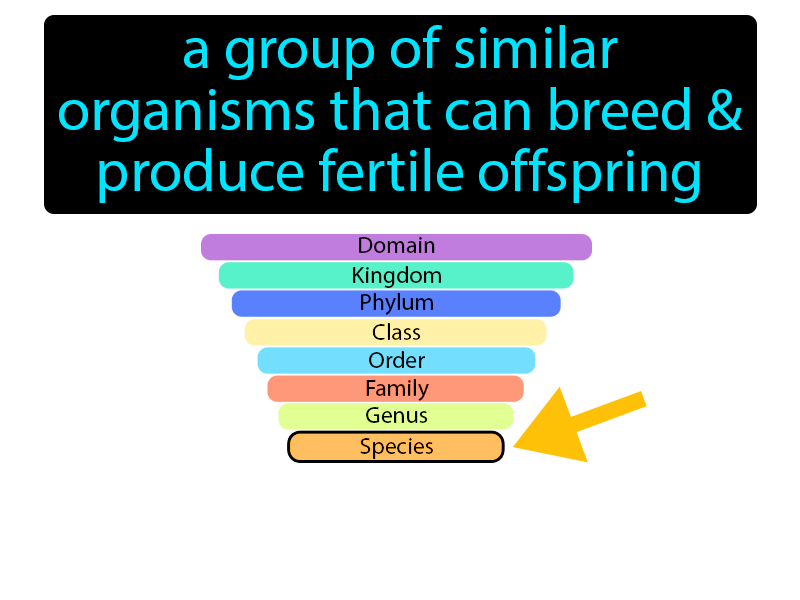 a group of similar
organisms that can breed &
produce fertile offspring
Domain
Kingdom
Phylum
Class
Order
Family
Genus
Species